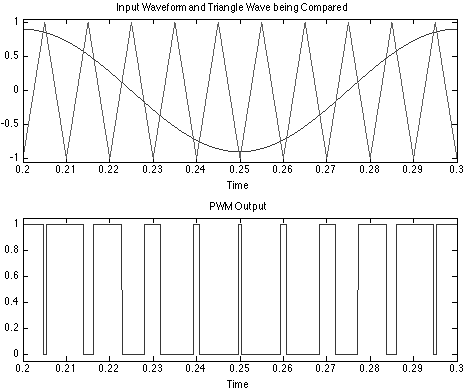 Input Waveform and Triangle Wave being Compared
1
0.5
0
-0.5
-1
0.2 0.21 0.22 0.23 0.24 0.25 0.26 0.27 0.28 0.29 0.3
Time
PWM Output
1
0.8
0.6
0.4
0.2
0
0.2 0.21 0.22 0.23 0.24 0.25 0.26 0.27 0.28 0.29 0.3
Time